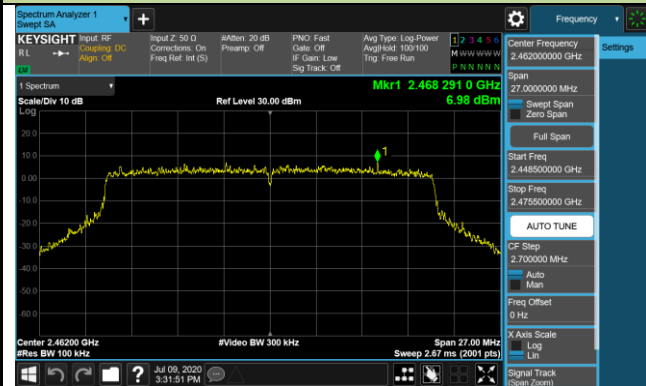 Spectrum Analyzer 1
Swept SA
+
Frequency
KEYSIGHT
RL
Input: RF
Coupling: DC
Align: Off
Input Z: 50 Ω
Corrections: On
Freq Ref: Int (S)
#Atten: 20 dB
Preamp: Off
PNO: Fast
Gate: Off
IF Gain: Low
Sig Track: Off
Avg Type: Log-Power
Avg|Hold: 100/100
Trig: Free Run
1 2 3 4 5 6
M W W W W W
P N N N N N
1 Spectrum
Scale/Div 10 dB
Ref Level 30.00 dBm
Mkr1 2.468 291 0 GHz
6.98 dBm
Log
20.0
10.0
0.00
-10.0
-20.0
-30.0
-40.0
-50.0
-60.0
1
Center 2.46200 GHz
#Res BW 100 kHz
#Video BW 300 kHz
Span 27.00 MHz
Sweep 2.67 ms (2001 pts)
Jul 09, 2020
3:31:51 PM
Center Frequency
2.462000000 GHz
Span
27.0000000 MHz
Swept Span
Zero Span
Full Span
Start Freq
2.448500000 GHz
Stop Freq
2.475500000 GHz
AUTO TUNE
CF Step
2.700000 MHz
Auto
Man
Freq Offset
0 Hz
X Axis Scale
Log
Lin
Signal Track
(Span Zoom)
Settings